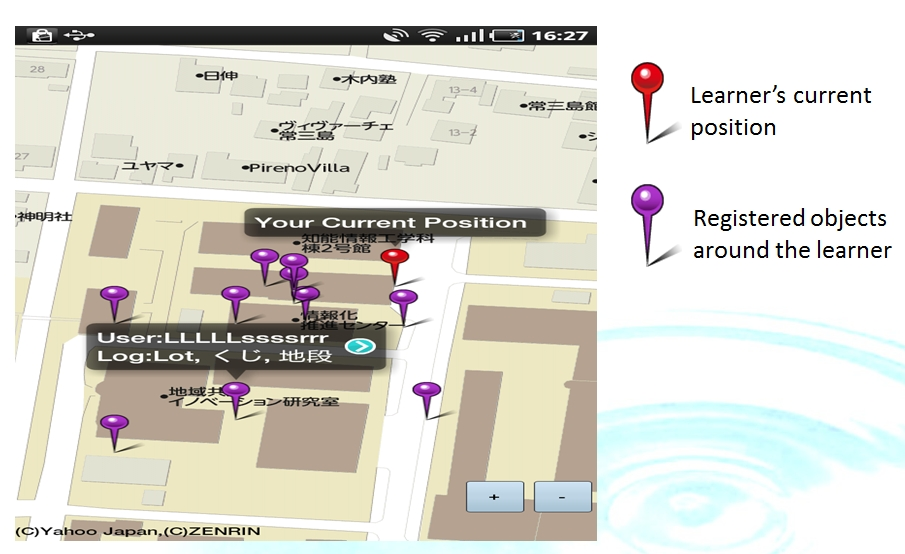 16:27
28
日伸
木内塾
13-4
常三島館
ヴィヴァーチェ
常三島
13-2
27
ユヤマ
PirenoVilla
神明社
Your Current Position
知能情報工学科
棟2号館
情報化
推進センター
User:LLLLLssssrrr
Log:Lot, くじ, 地段
地域共
イノベーション研究室
+
-
(C)Yahoo Japan,(C)ZENRIN
Learner's current
position
Registered objects
around the learner